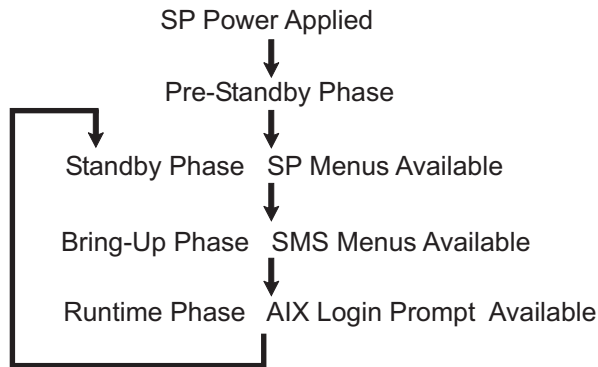 SP Power Applied
Pre-Standby Phase
Standby Phase SP Menus Available
Bring-Up Phase SMS Menus Available
Runtime Phase AIX Login Prompt Available